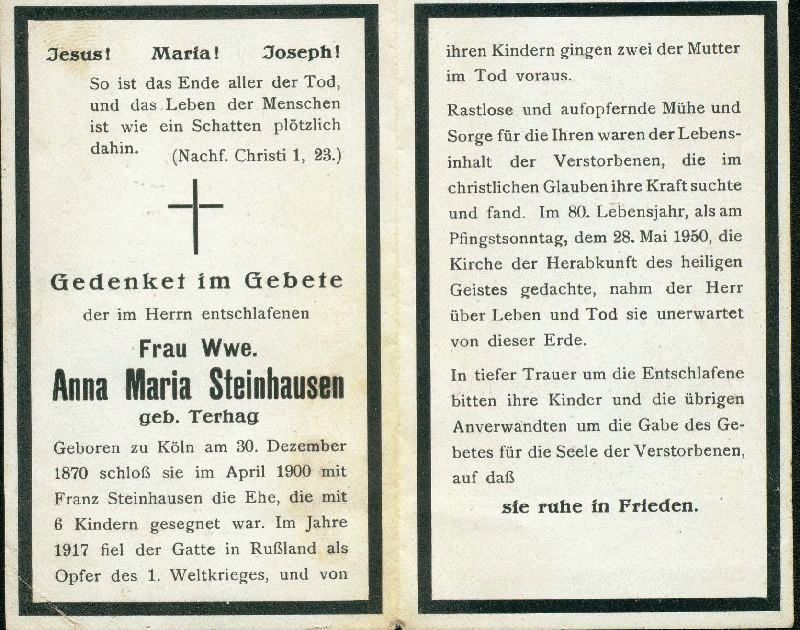 Jesus! Maria! Joseph!
So ist das Ende aller der Tod,
und das Leben der Menschen
ist wie ein Schatten plötzlich
dahin. (Nachf. Christi 1, 23.)
Gedenket im Gebete
der im Herrn entschlafenen
Frau Wwe.
Anna Maria Steinhausen
geb. Terhag
Geboren zu Köln am 30. Dezember
1870 schloß sie im April 1900 mit
Franz Steinhausen die Ehe, die mit
6 Kindern gesegnet war. Im Jahre
1917 fiel der Gatte in Rußland als
Opfer des 1. Weltkrieges, und von
ihren Kindern gingen zwei der Mutter
im Tod voraus.
Rastlose und aufopfernde Mühe und
Sorge für die Ihren waren der Lebens-
inhalt der Verstorbenen, die im
christlichen Glauben ihre Kraft suchte
und fand. Im 80. Lebensjahr, als am
Pfingstsonntag, dem 28. Mai 1950, die
Kirche der Herabkunft des heiligen
Geistes gedachte, nahm der Herr
über Leben und Tod sie unerwartet
von dieser Erde.
In tiefer Trauer um die Entschlafene
bitten ihre Kinder und die übrigen
Anverwandten um die Gabe des Ge-
betes für die Seele der Verstorbenen,
auf daß
sie ruhe in Frieden.